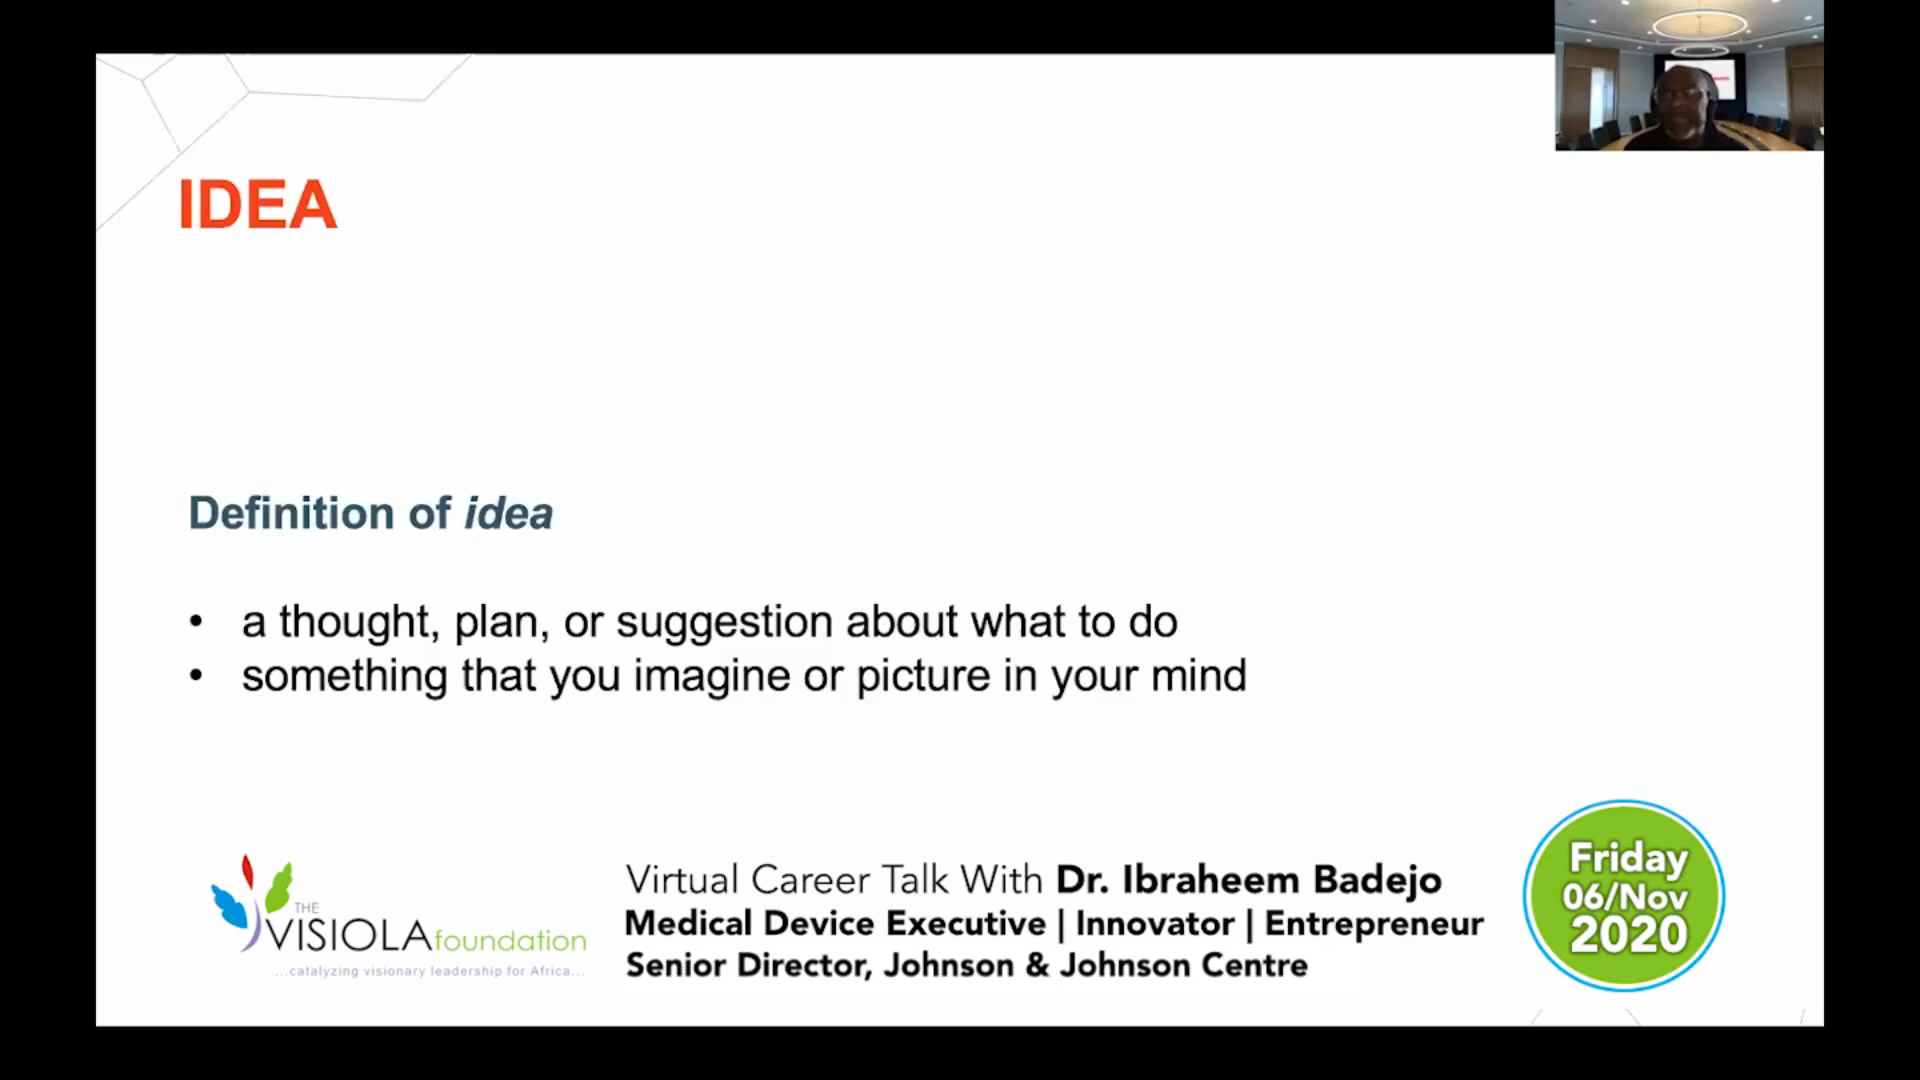 IDEA
Definition of idea
• a thought, plan, or suggestion about what to do
• something that you imagine or picture in your mind
THE
VISIOLA foundation
...catalyzing visionary leadership for Africa...
Virtual Career Talk With Dr. Ibraheem Badejo
Medical Device Executive | Innovator | Entrepreneur
Senior Director, Johnson & Johnson Centre
Friday
06/Nov
2020